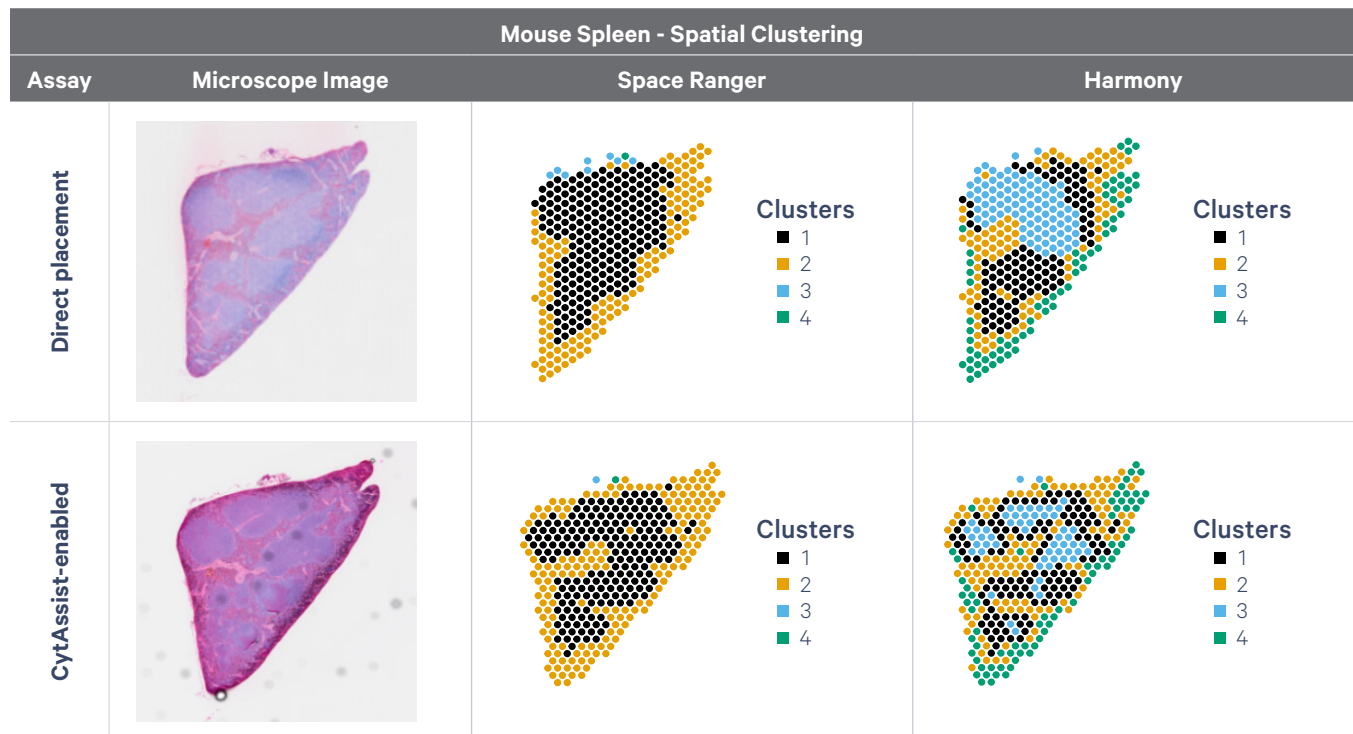 Mouse Spleen - Spatial Clustering
Assay Microscope Image Space Ranger Harmony
Direct placement
Clusters
1
2
3
4
Clusters
1
2
3
4
CytAssist-enabled
Clusters
1
2
3
4
Clusters
1
2
3
4